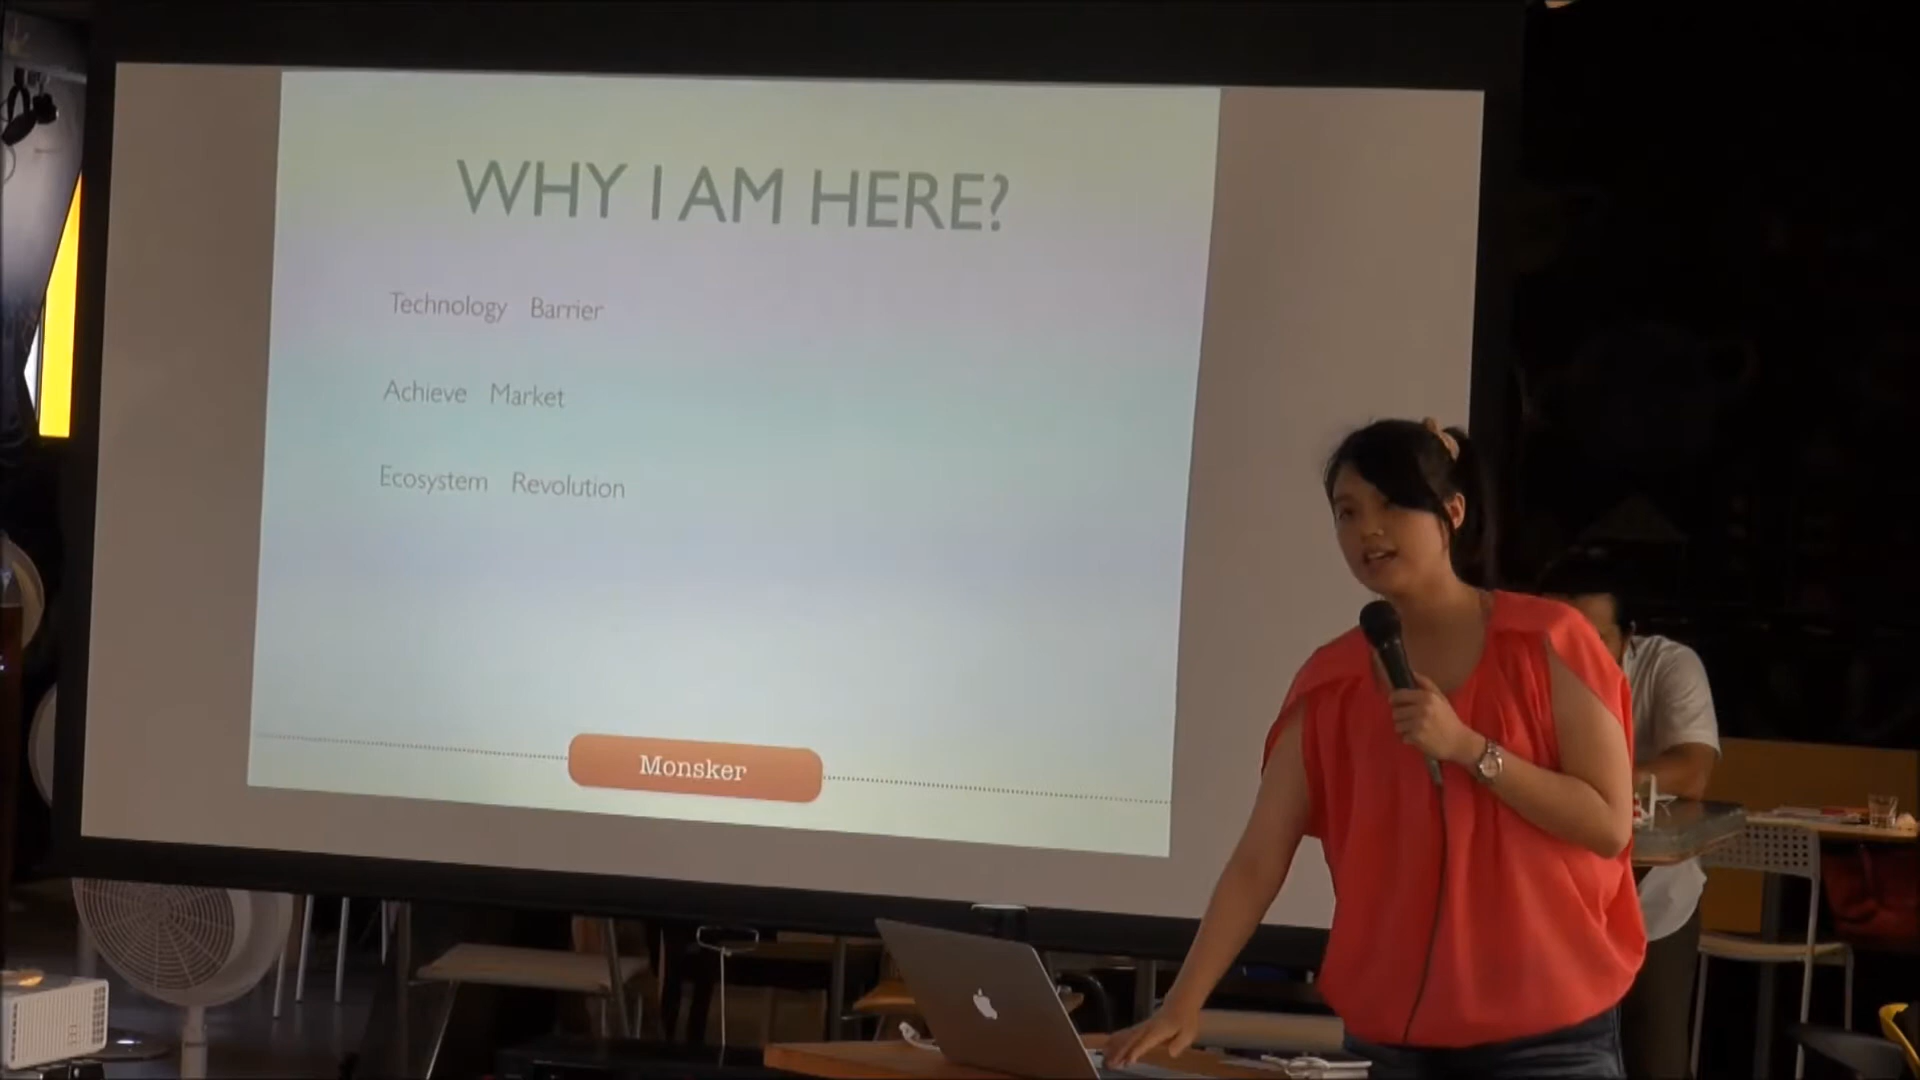 WHY I AM HERE?
Technology Barrier
Achieve Market
Ecosystem Revolution
Monsker